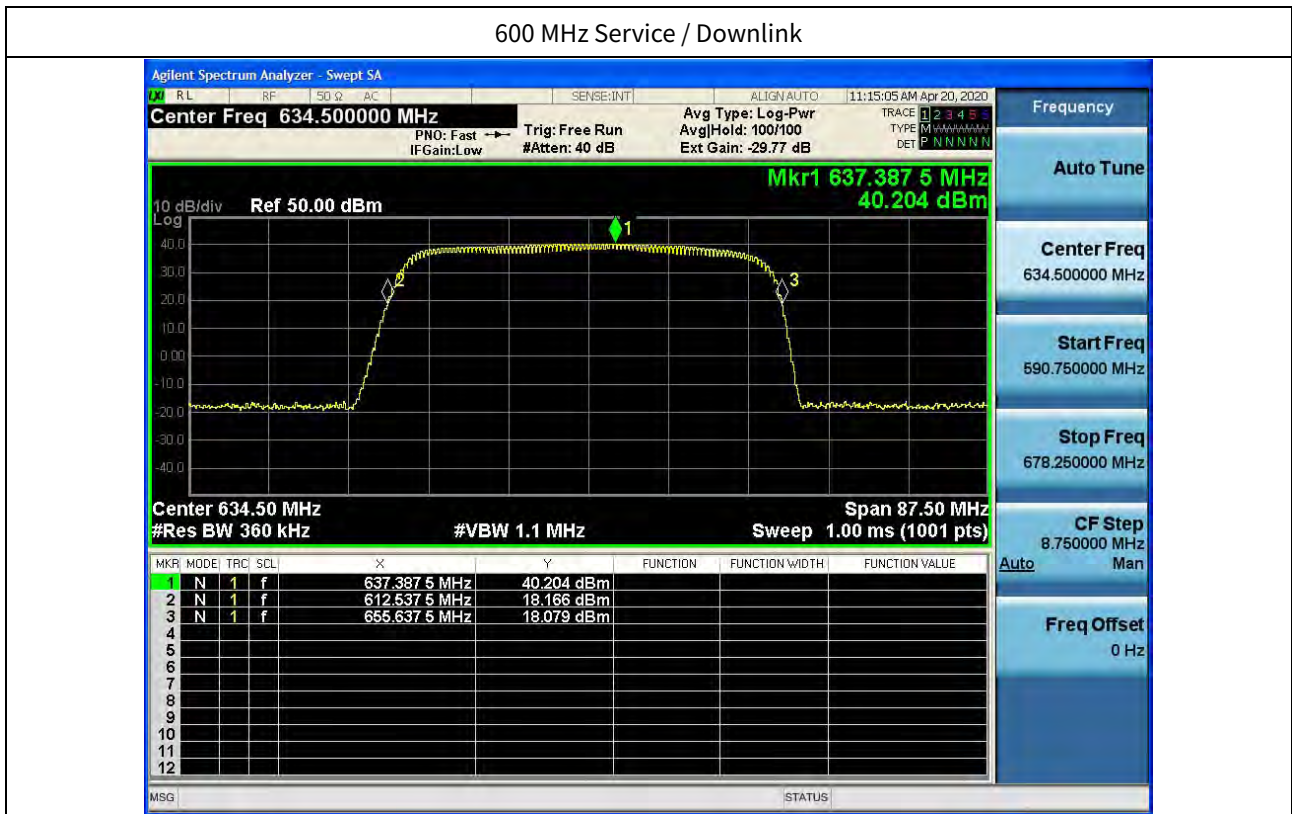 600 MHz Service / Downlink
Agilent Spectrum Analyzer - Swept SA
LXI RL RF 50 Ω AC SENSE:INT ALIGN AUTO 11:15:05 AM Apr 20, 2020
Center Freq 634.500000 MHz
PNO: Fast
IFGain:Low
Trig: Free Run
#Atten: 40 dB
Avg Type: Log-Pwr
Avg|Hold: 100/100
Ext Gain: -29.77 dB
TRACE 1 2 3 4 5 6
TYPE M
DET P N N N N N
Mkr1 637.387 5 MHz
40.204 dBm
10 dB/div Ref 50.00 dBm
Log
40.0
30.0
20.0
10.0
0.00
-10.0
-20.0
-30.0
-40.0
1
2
3
Center 634.50 MHz Span 87.50 MHz
#Res BW 360 kHz #VBW 1.1 MHz Sweep 1.00 ms (1001 pts)
MKR MODE TRC SCL X Y FUNCTION FUNCTION WIDTH FUNCTION VALUE
1 N 1 f 637.387 5 MHz 40.204 dBm
2 N 1 f 612.537 5 MHz 18.166 dBm
3 N 1 f 655.637 5 MHz 18.079 dBm
4
5
6
7
8
9
10
11
12
MSG STATUS
Frequency
Auto Tune
Center Freq
634.500000 MHz
Start Freq
590.750000 MHz
Stop Freq
678.250000 MHz
CF Step
8.750000 MHz
Auto Man
Freq Offset
0 Hz